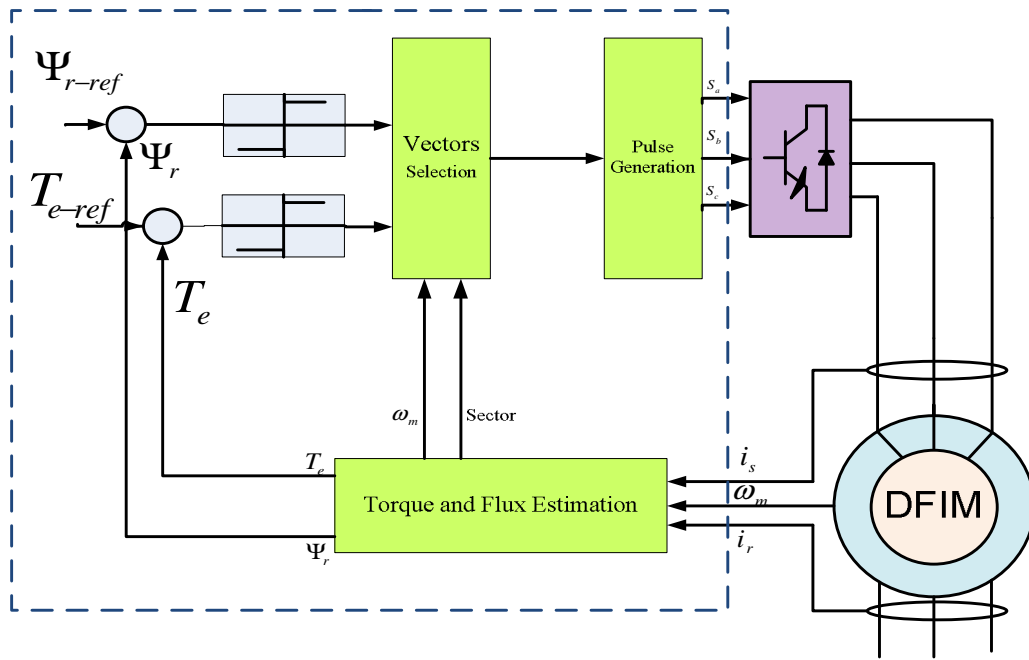 Ψr−ref
Ψr
Te−ref
Te
Vectors
Selection
Pulse
Generation
Sa
Sb
Sc
ωm
Sector
Te
Torque and Flux Estimation
Ψr
is
ωm
ir
DFIM